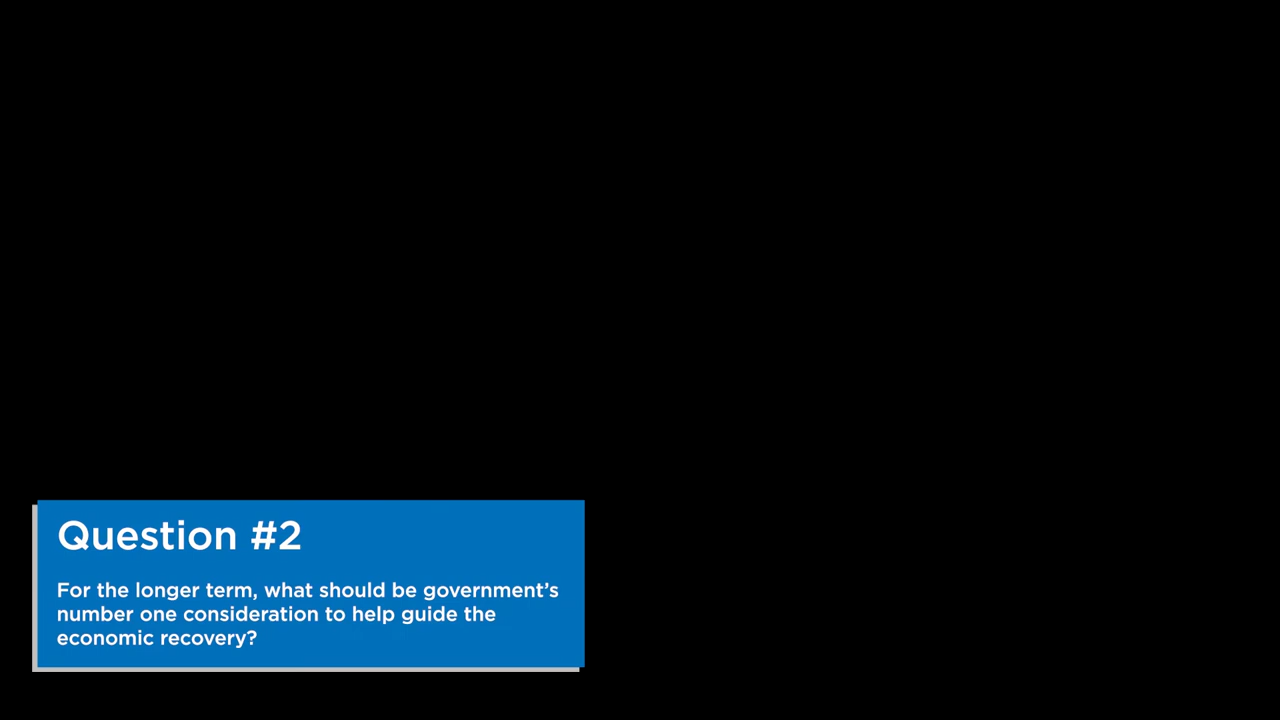 Question #2
For the longer term, what should be government’s
number one consideration to help guide the
economic recovery?